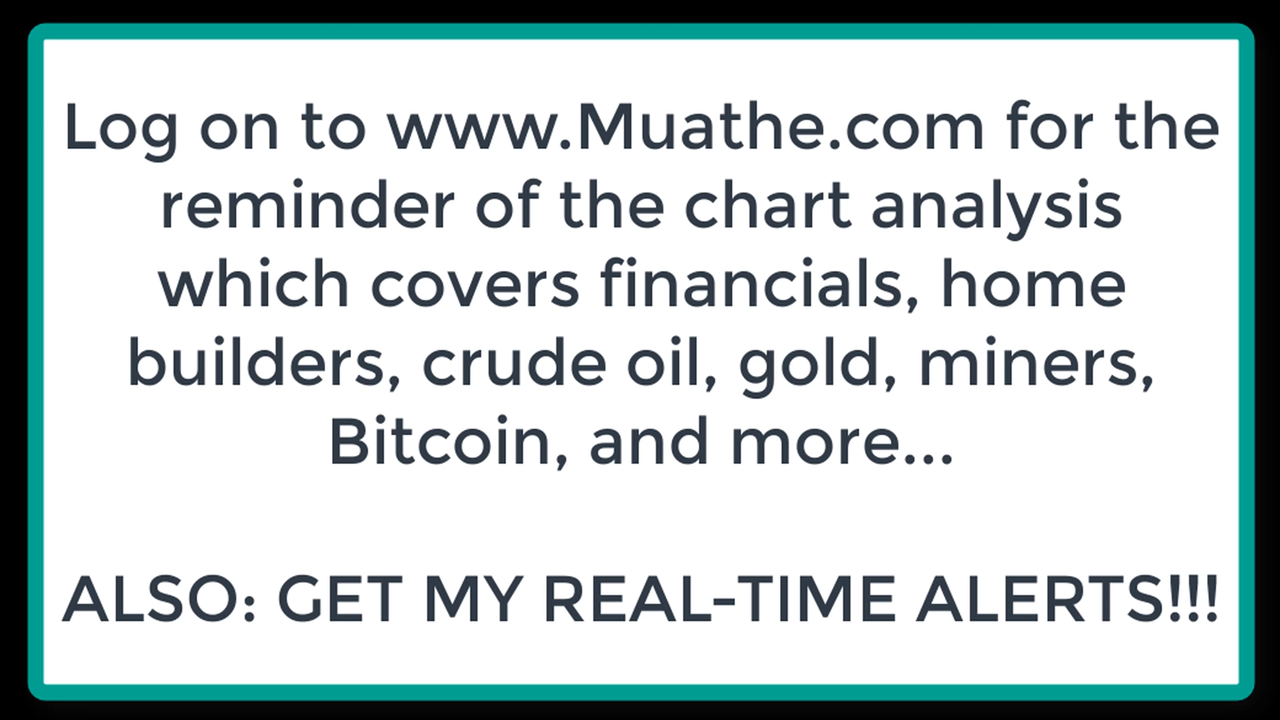 Log on to www.Muathe.com for the
reminder of the chart analysis
which covers financials, home
builders, crude oil, gold, miners,
Bitcoin, and more...
ALSO: GET MY REAL-TIME ALERTS!!!